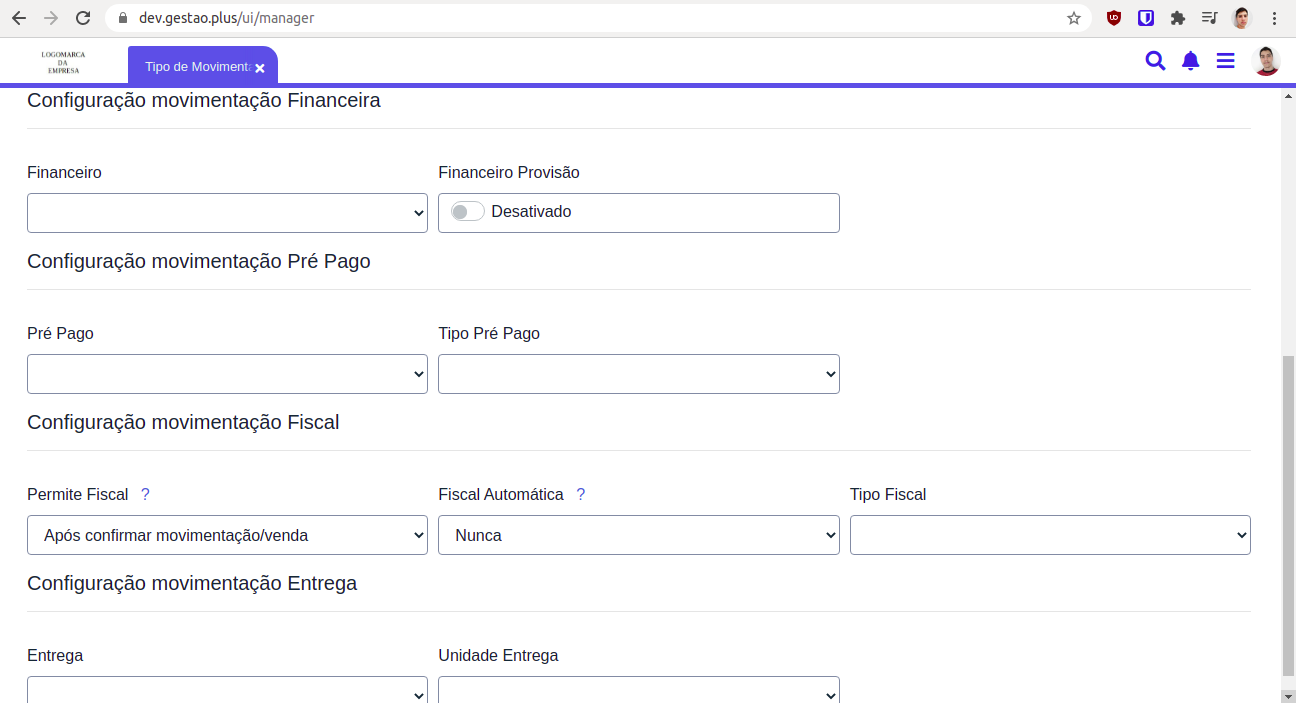 dev.gestao.plus/ui/manager
LOGOMARCA
DA
EMPRESA
Tipo de Moviment
Configuração movimentação Financeira
Financeiro
Financeiro Provisão
Desativado
Configuração movimentação Pré Pago
Pré Pago
Tipo Pré Pago
Configuração movimentação Fiscal
Permite Fiscal ?
Fiscal Automática ?
Tipo Fiscal
Após confirmar movimentação/venda
Nunca
Configuração movimentação Entrega
Entrega
Unidade Entrega